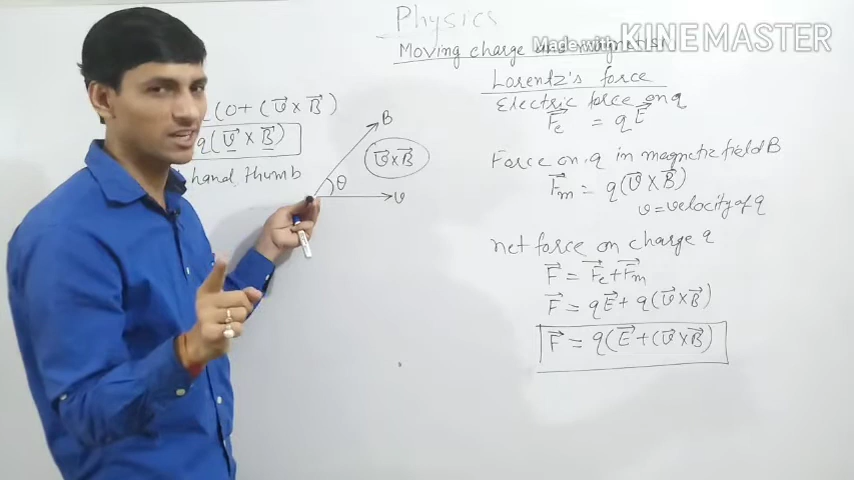 Physics
Moving charge and magnetism
Made with KINEMASTER
Lorentz's force
Electric force on q
F⃗e = qE⃗
Force on q in magnetic field B
F⃗m = q(v⃗ × B⃗)
v = velocity of q
net force on charge q
F⃗ = F⃗e + F⃗m
F⃗ = qE⃗ + q(v⃗ × B⃗)
F⃗ = q(E⃗ + (v⃗ × B⃗)
(0 + (v⃗ × B⃗)
q(v⃗ × B⃗)
hand thumb
B
v⃗ × B⃗
θ
v